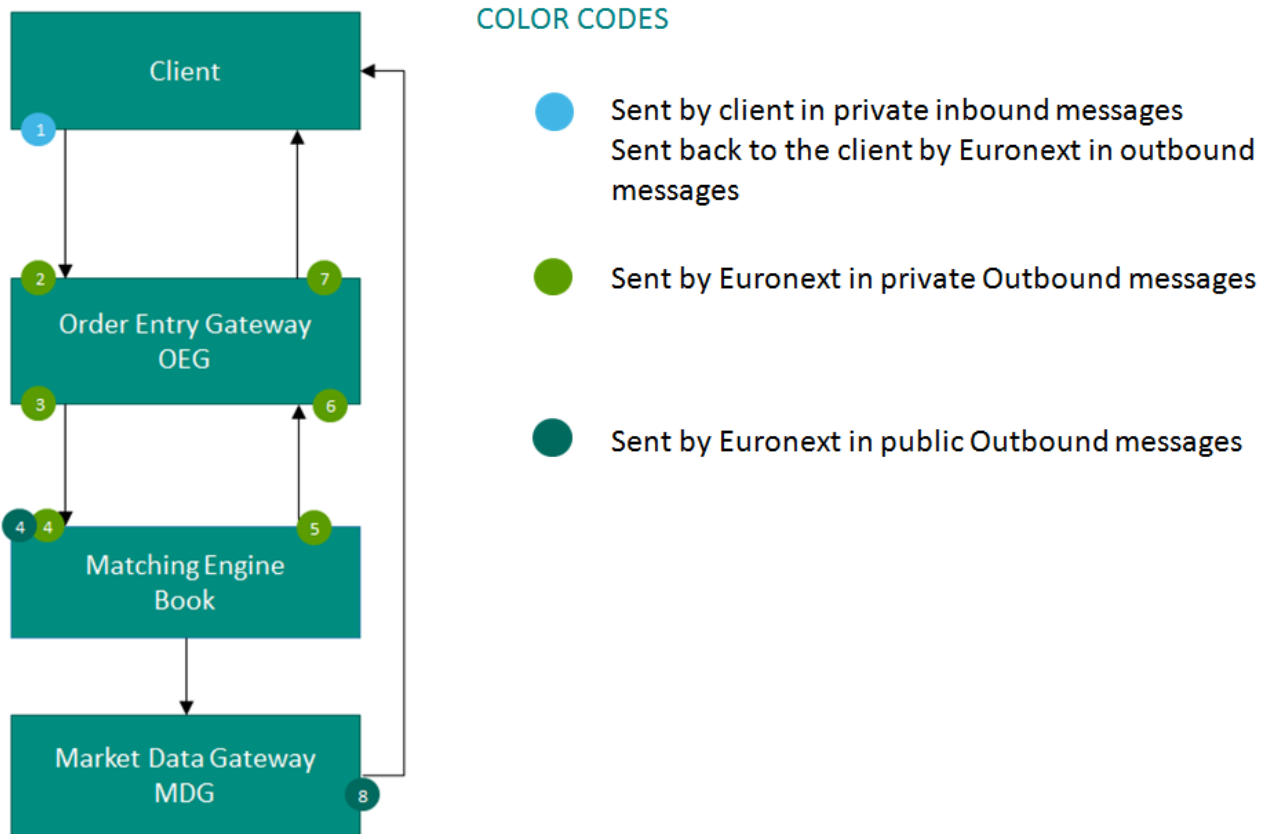 COLOR CODES
Client
Sent by client in private inbound messages
Sent back to the client by Euronext in outbound
messages
1
2
7
Sent by Euronext in private Outbound messages
Order Entry Gateway
OEG
3
6
Sent by Euronext in public Outbound messages
4
4
5
Matching Engine
Book
Market Data Gateway
MDG
8